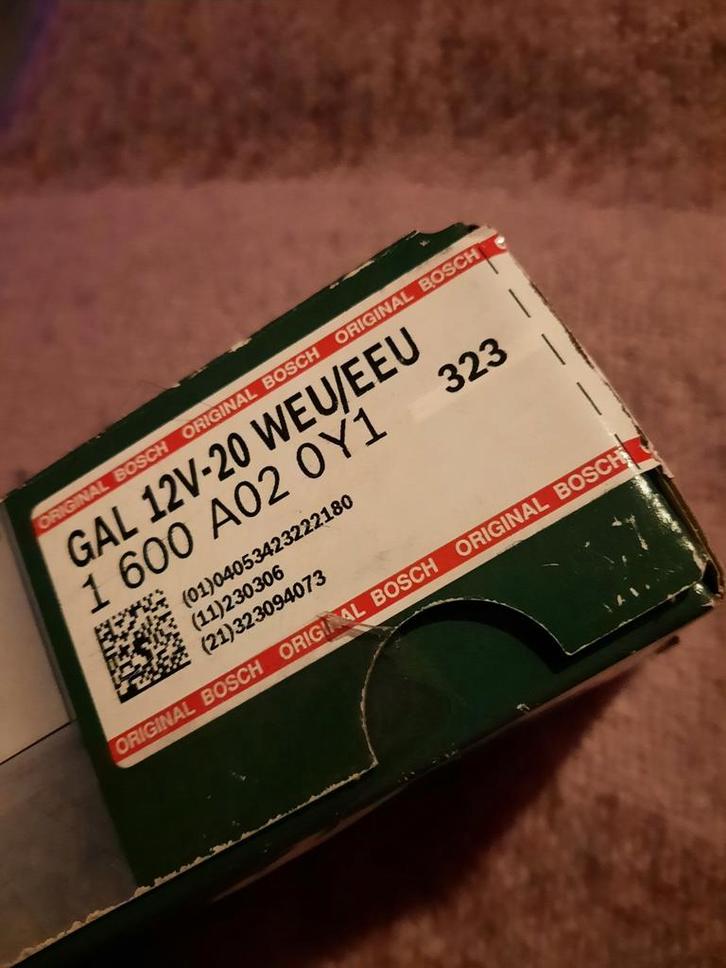 ORIGINAL BOSCH ORIGINAL BOSCH ORIGINAL BOSCH
GAL 12V-20 WEU/EEU
323
1 600 A02 0Y1
(01)04053423222180
(11)230306
(21)323094073
ORIGINAL BOSCH ORIGINAL BOSCH ORIGINAL BOSCH